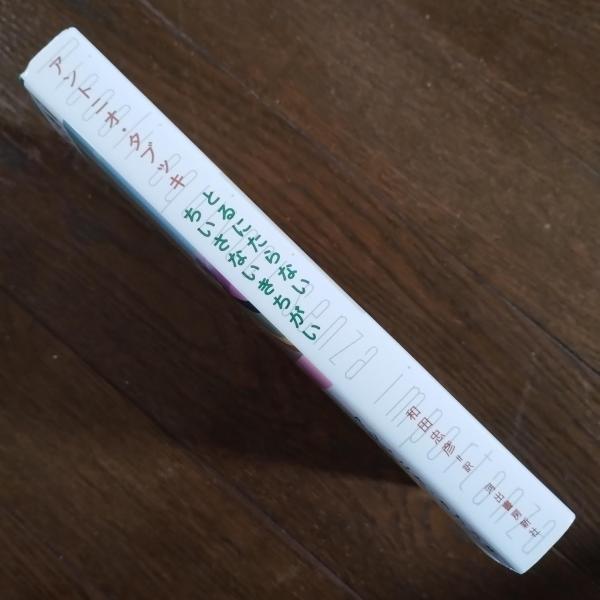 アントニオ・タブッキ
とるにたらない
ちいさないきちがい
importanza
和田忠彦=訳
河出書房新社